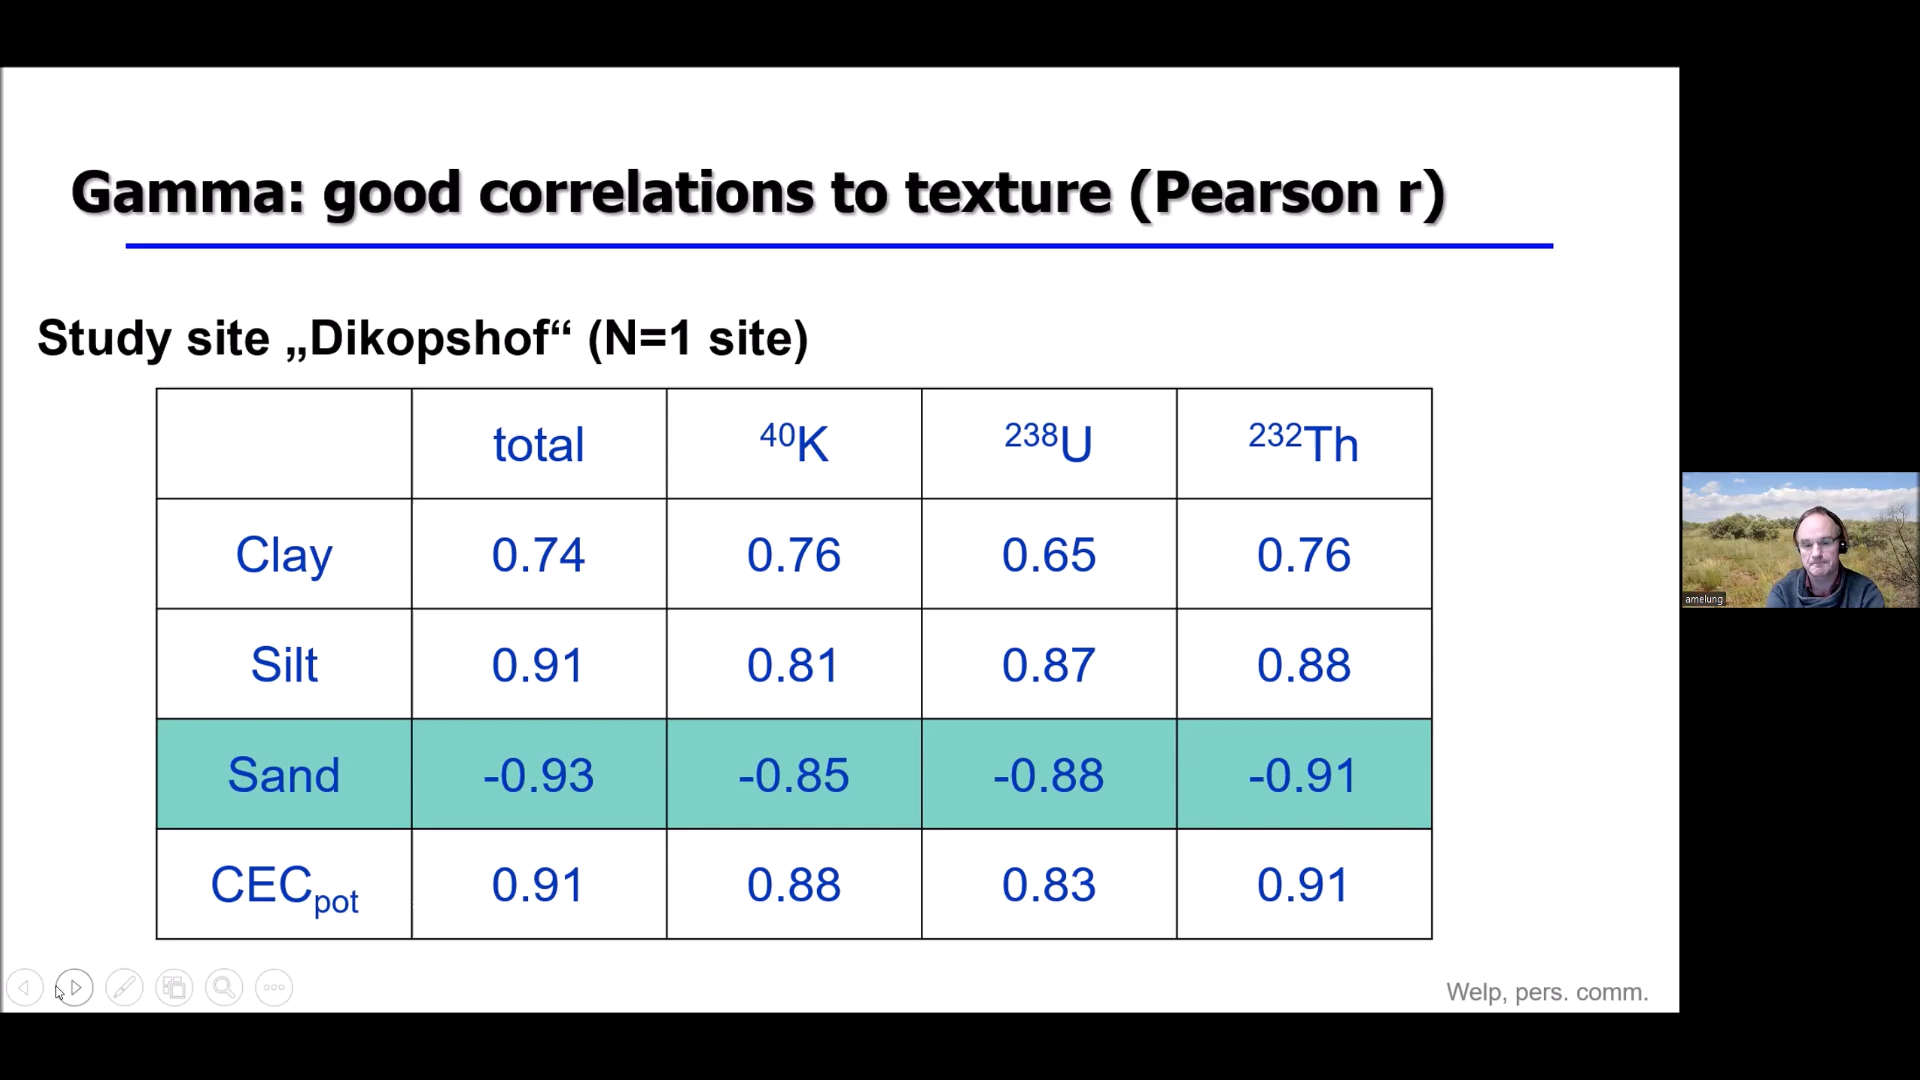 Gamma: good correlations to texture (Pearson r)
Study site „Dikopshof“ (N=1 site)
total ⁴⁰K ²³⁸U ²³²Th
Clay 0.74 0.76 0.65 0.76
Silt 0.91 0.81 0.87 0.88
Sand -0.93 -0.85 -0.88 -0.91
CECpot 0.91 0.88 0.83 0.91
Welp, pers. comm.
amelung